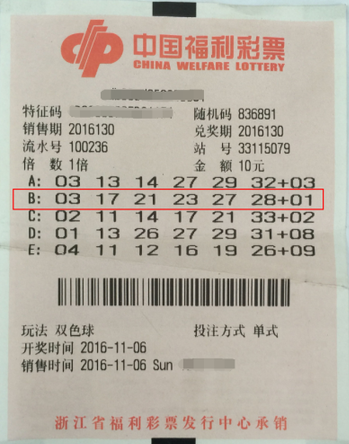 中国福利彩票
CHINA WELFARE LOTTERY
特征码 随机码 836891
销售期 2016130 兑奖期 2016130
流水号 100236 站 号 33115079
倍 数 1倍 金 额 10元
A: 03 13 14 27 29 32+03
B: 03 17 21 23 27 28+01
C: 02 11 14 17 21 33+02
D: 01 13 26 27 29 31+08
E: 04 11 12 16 19 26+09
玩法 双色球 投注方式 单式
开奖时间 2016-11-06
销售时间 2016-11-06 Sun
浙江省福利彩票发行中心承销